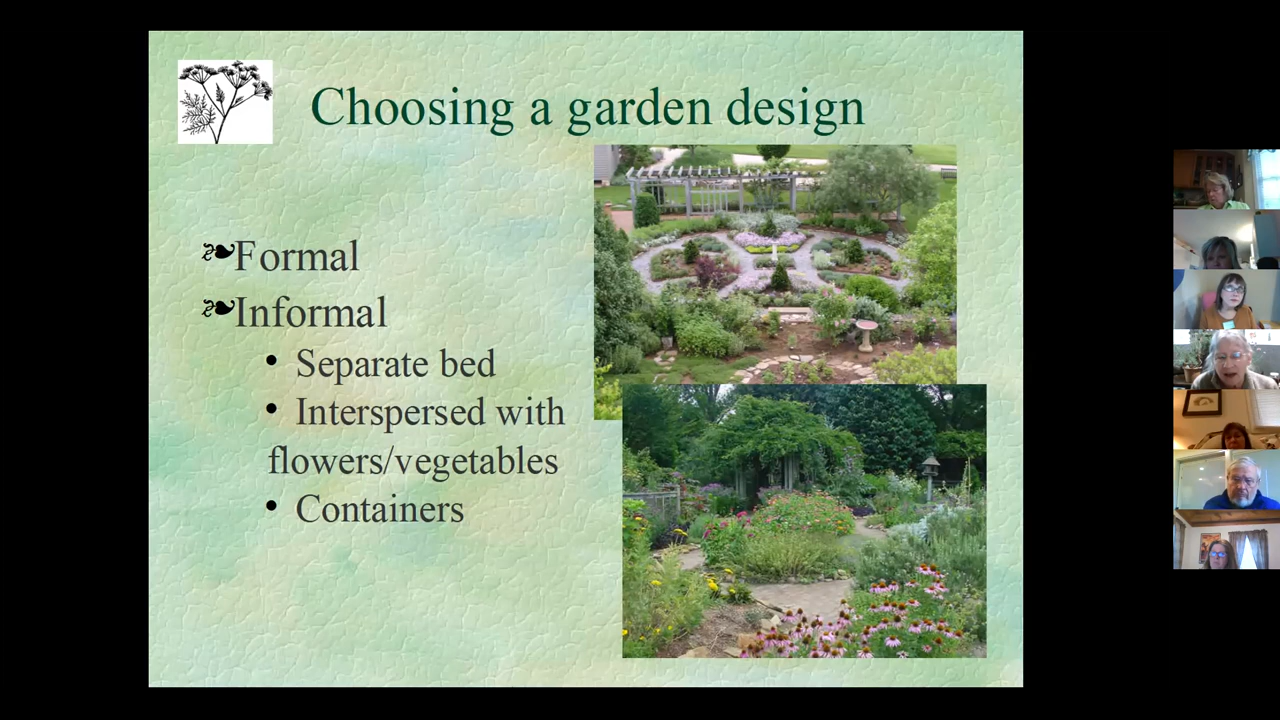 Choosing a garden design
❧Formal
❧Informal
• Separate bed
• Interspersed with
flowers/vegetables
• Containers